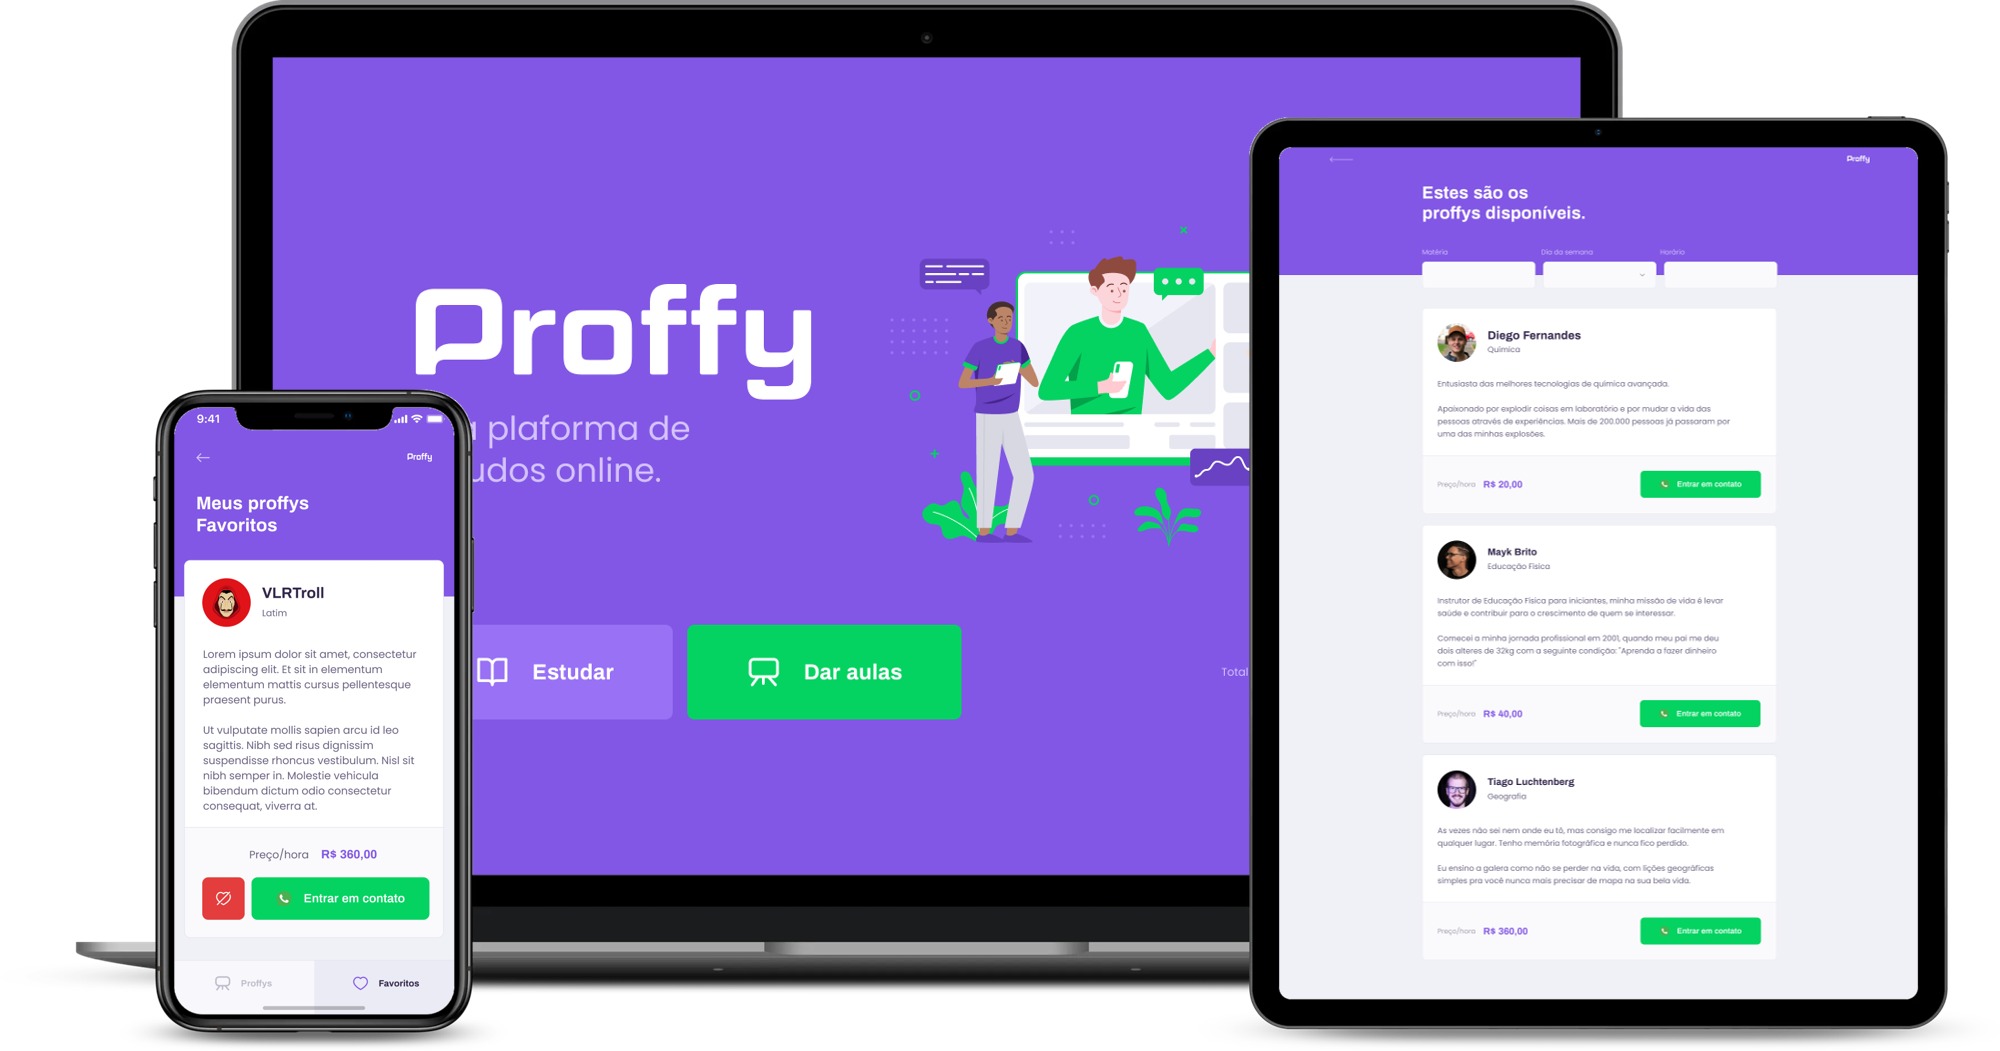 Proffy
plaforma de
udos online.
Estudar
Dar aulas
Total
9:41
Proffy
Meus proffys
Favoritos
VLRTroll
Latim
Lorem ipsum dolor sit amet, consectetur
adipiscing elit. Et sit in elementum
elementum mattis cursus pellentesque
praesent purus.
Ut vulputate mollis sapien arcu id leo
sagittis. Nibh sed risus dignissim
suspendisse rhoncus vestibulum. Nisl sit
nibh semper in. Molestie vehicula
bibendum dictum odio consectetur
consequat, viverra at.
Preço/hora R$ 360,00
Entrar em contato
Proffys
Favoritos
Proffy
Estes são os
proffys disponíveis.
Matéria Dia da semana Horário
Diego Fernandes
Química
Entusiasta das melhores tecnologias de química avançada.
Apaixonado por explodir coisas em laboratório e por mudar a vida das
pessoas através de experiências. Mais de 200.000 pessoas já passaram por
uma das minhas explosões.
Preço/hora R$ 20,00
Entrar em contato
Mayk Brito
Educação Física
Instrutor de Educação Física para iniciantes, minha missão de vida é levar
saúde e contribuir para o crescimento de quem se interessar.
Comecei a minha jornada profissional em 2001, quando meu pai me deu
dois alteres de 32kg com a seguinte condição: "Aprenda a fazer dinheiro
com isso!"
Preço/hora R$ 40,00
Entrar em contato
Tiago Luchtenberg
Geografia
As vezes não sei nem onde eu tô, mas consigo me localizar facilmente em
qualquer lugar. Tenho memória fotográfica e nunca fico perdido.
Eu ensino a galera como não se perder na vida, com lições geográficas
simples pra você nunca mais precisar de mapa na sua bela vida.
Preço/hora R$ 360,00
Entrar em contato